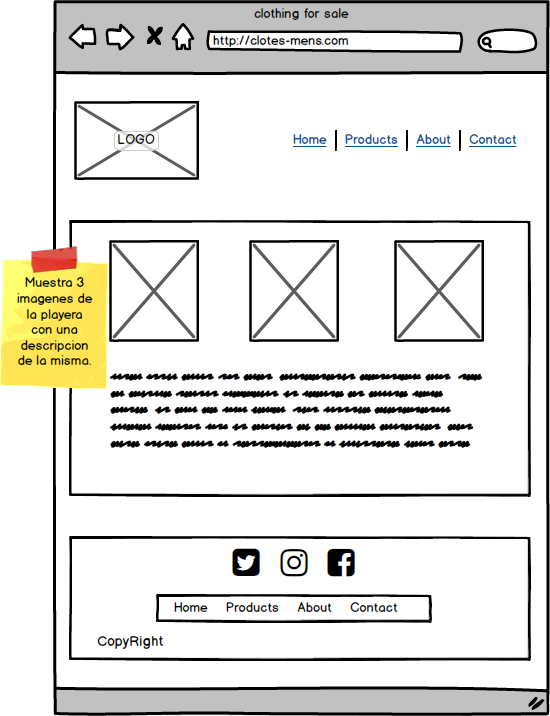 clothing for sale
http://clotes-mens.com
LOGO
Home Products About Contact
Muestra 3
imagenes de
la playera
con una
descripcion
de la misma.
Home Products About Contact
CopyRight